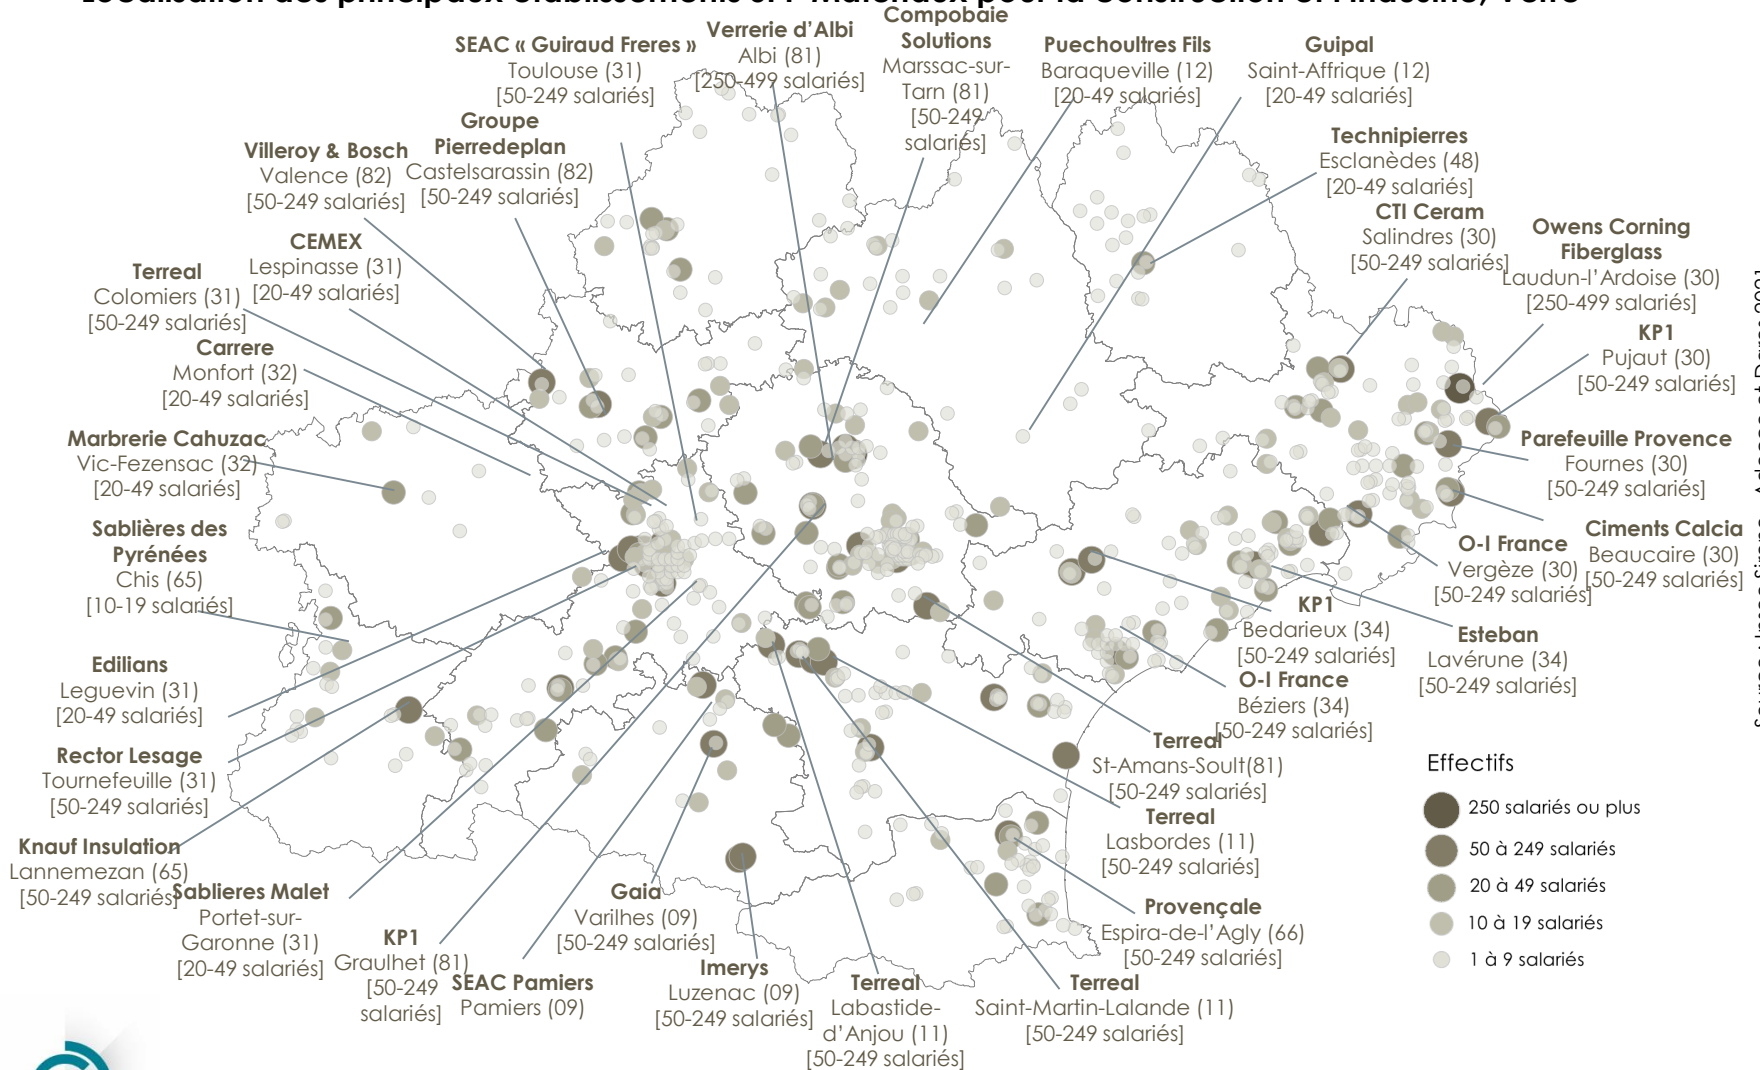 SEAC « Guiraud Freres »
Toulouse (31)
[50-249 salariés]
Verrerie d’Albi
Albi (81)
[250-499 salariés]
Compobaie
Solutions
Marssac-sur-
Tarn (81)
[50-249
salariés]
Puechoultres Fils
Baraqueville (12)
[20-49 salariés]
Guipal
Saint-Affrique (12)
[20-49 salariés]
Groupe
Pierredeplan
Castelsarassin (82)
[50-249 salariés]
Villeroy & Bosch
Valence (82)
[50-249 salariés]
Technipierres
Esclanèdes (48)
[20-49 salariés]
CTI Ceram
Salindres (30)
[50-249 salariés]
Owens Corning
Fiberglass
Laudun-l’Ardoise (30)
[250-499 salariés]
CEMEX
Lespinasse (31)
[20-49 salariés]
Terreal
Colomiers (31)
[50-249 salariés]
KP1
Pujaut (30)
[50-249 salariés]
Carrere
Monfort (32)
[20-49 salariés]
Marbrerie Cahuzac
Vic-Fezensac (32)
[20-49 salariés]
Parefeuille Provence
Fournes (30)
[50-249 salariés]
Sablières des
Pyrénées
Chis (65)
[10-19 salariés]
Ciments Calcia
Beaucaire (30)
[50-249 salariés]
O-I France
Vergèze (30)
[50-249 salariés]
KP1
Bedarieux (34)
[50-249 salariés]
Esteban
Lavérune (34)
[50-249 salariés]
Edilians
Leguevin (31)
[20-49 salariés]
O-I France
Béziers (34)
[50-249 salariés]
Rector Lesage
Tournefeuille (31)
[50-249 salariés]
Terreal
St-Amans-Soult(81)
[50-249 salariés]
Terreal
Lasbordes (11)
[50-249 salariés]
Knauf Insulation
Lannemezan (65)
[50-249 salariés]
Sablieres Malet
Portet-sur-
Garonne (31)
[20-49 salariés]
KP1
Graulhet (81)
[50-249
salariés]
SEAC Pamiers
Pamiers (09)
Gaia
Varilhes (09)
[50-249 salariés]
Imerys
Luzenac (09)
[50-249 salariés]
Terreal
Labastide-
d’Anjou (11)
[50-249 salariés]
Terreal
Saint-Martin-Lalande (11)
[50-249 salariés]
Provençale
Espira-de-l’Agly (66)
[50-249 salariés]
Effectifs
250 salariés ou plus
50 à 249 salariés
20 à 49 salariés
10 à 19 salariés
1 à 9 salariés